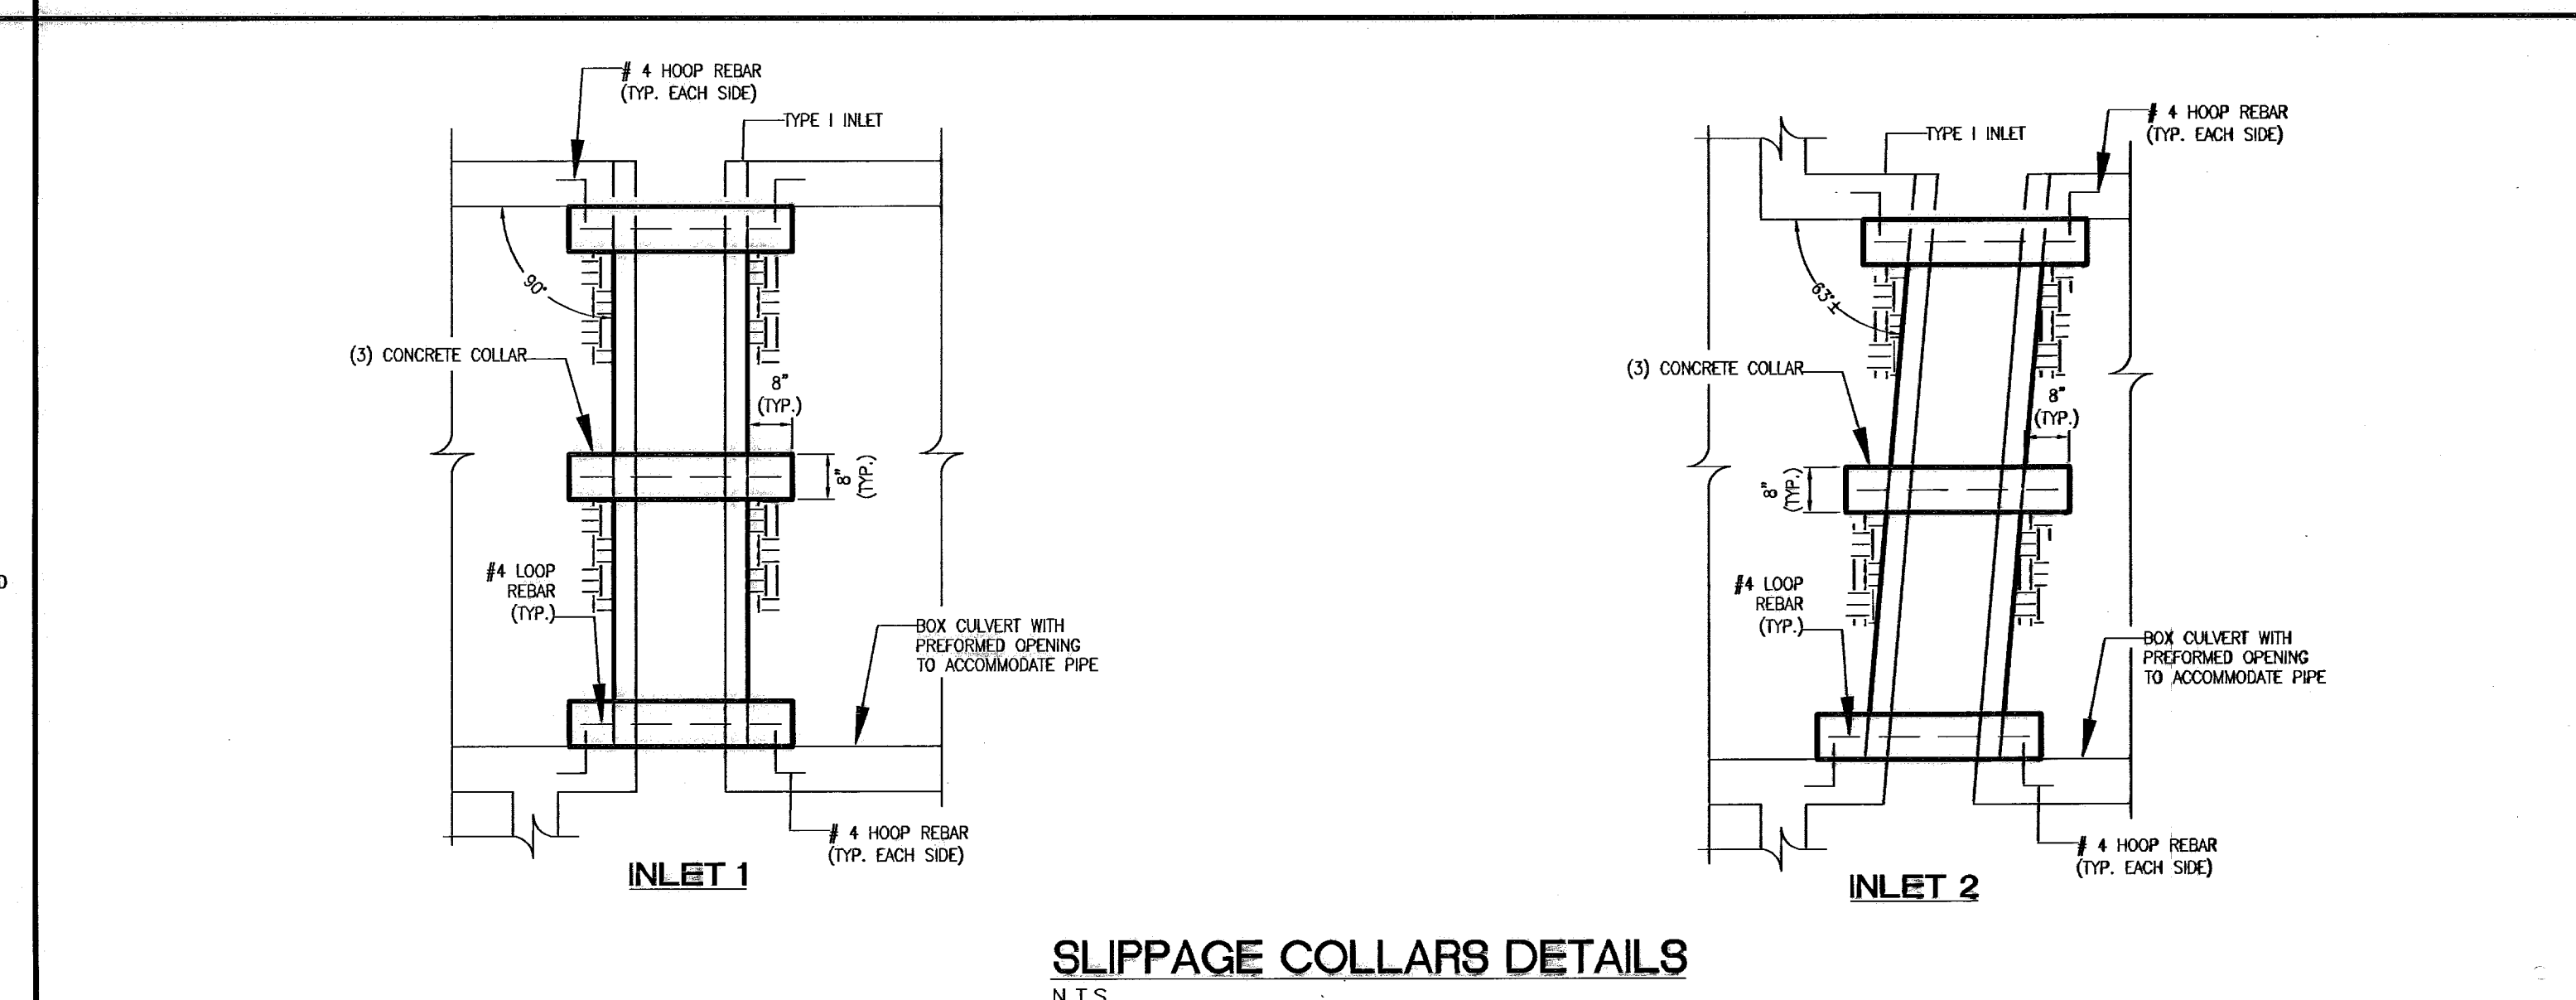 # 4 HOOP REBAR
(TYP. EACH SIDE)
TYPE I INLET
90°
(3) CONCRETE COLLAR
8"
(TYP.)
8"
(TYP.)
#4 LOOP
REBAR
(TYP.)
BOX CULVERT WITH
PREFORMED OPENING
TO ACCOMMODATE PIPE
# 4 HOOP REBAR
(TYP. EACH SIDE)
INLET 1
# 4 HOOP REBAR
(TYP. EACH SIDE)
TYPE I INLET
63°±
(3) CONCRETE COLLAR
8"
(TYP.)
8"
(TYP.)
#4 LOOP
REBAR
(TYP.)
BOX CULVERT WITH
PREFORMED OPENING
TO ACCOMMODATE PIPE
# 4 HOOP REBAR
(TYP. EACH SIDE)
INLET 2
SLIPPAGE COLLARS DETAILS
N.T.S.